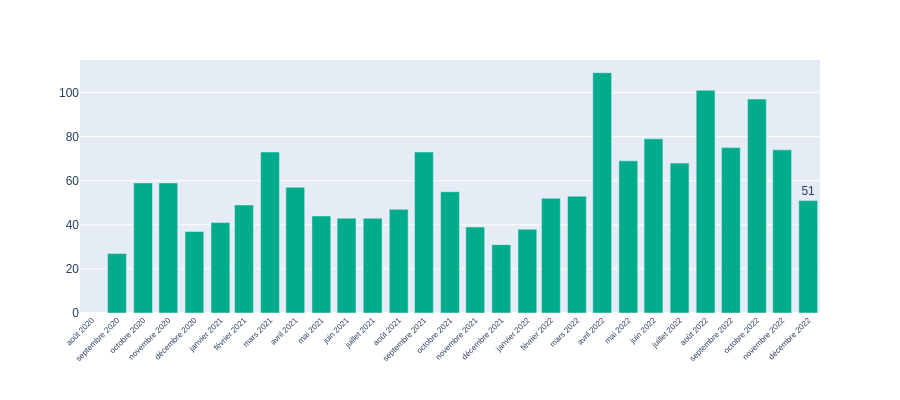 100
80
60
40
20
0
51
août 2020
septembre 2020
octobre 2020
novembre 2020
décembre 2020
janvier 2021
février 2021
mars 2021
avril 2021
mai 2021
juin 2021
juillet 2021
août 2021
septembre 2021
octobre 2021
novembre 2021
décembre 2021
janvier 2022
février 2022
mars 2022
avril 2022
mai 2022
juin 2022
juillet 2022
août 2022
septembre 2022
octobre 2022
novembre 2022
décembre 2022